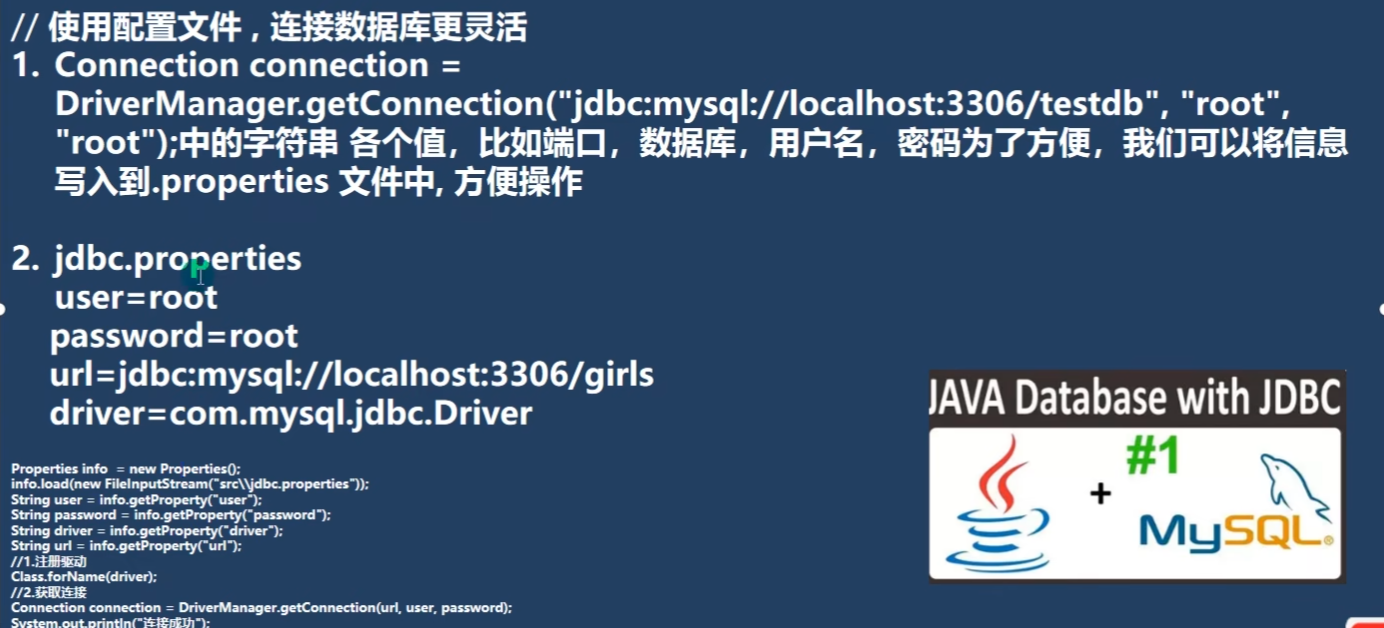 // 使用配置文件，连接数据库更灵活
1. Connection connection =
DriverManager.getConnection("jdbc:mysql://localhost:3306/testdb", "root",
"root");中的字符串 各个值，比如端口，数据库，用户名，密码为了方便，我们可以将信息
写入到.properties 文件中, 方便操作
2. jdbc.properties
user=root
password=root
url=jdbc:mysql://localhost:3306/girls
driver=com.mysql.jdbc.Driver
Properties info  = new Properties();
info.load(new FileInputStream("src\\jdbc.properties"));
String user = info.getProperty("user");
String password = info.getProperty("password");
String driver = info.getProperty("driver");
String url = info.getProperty("url");
//1.注册驱动
Class.forName(driver);
//2.获取连接
Connection connection = DriverManager.getConnection(url, user, password);
System.out.println("连接成功");
JAVA Database with JDBC
#1
+
MySQL®